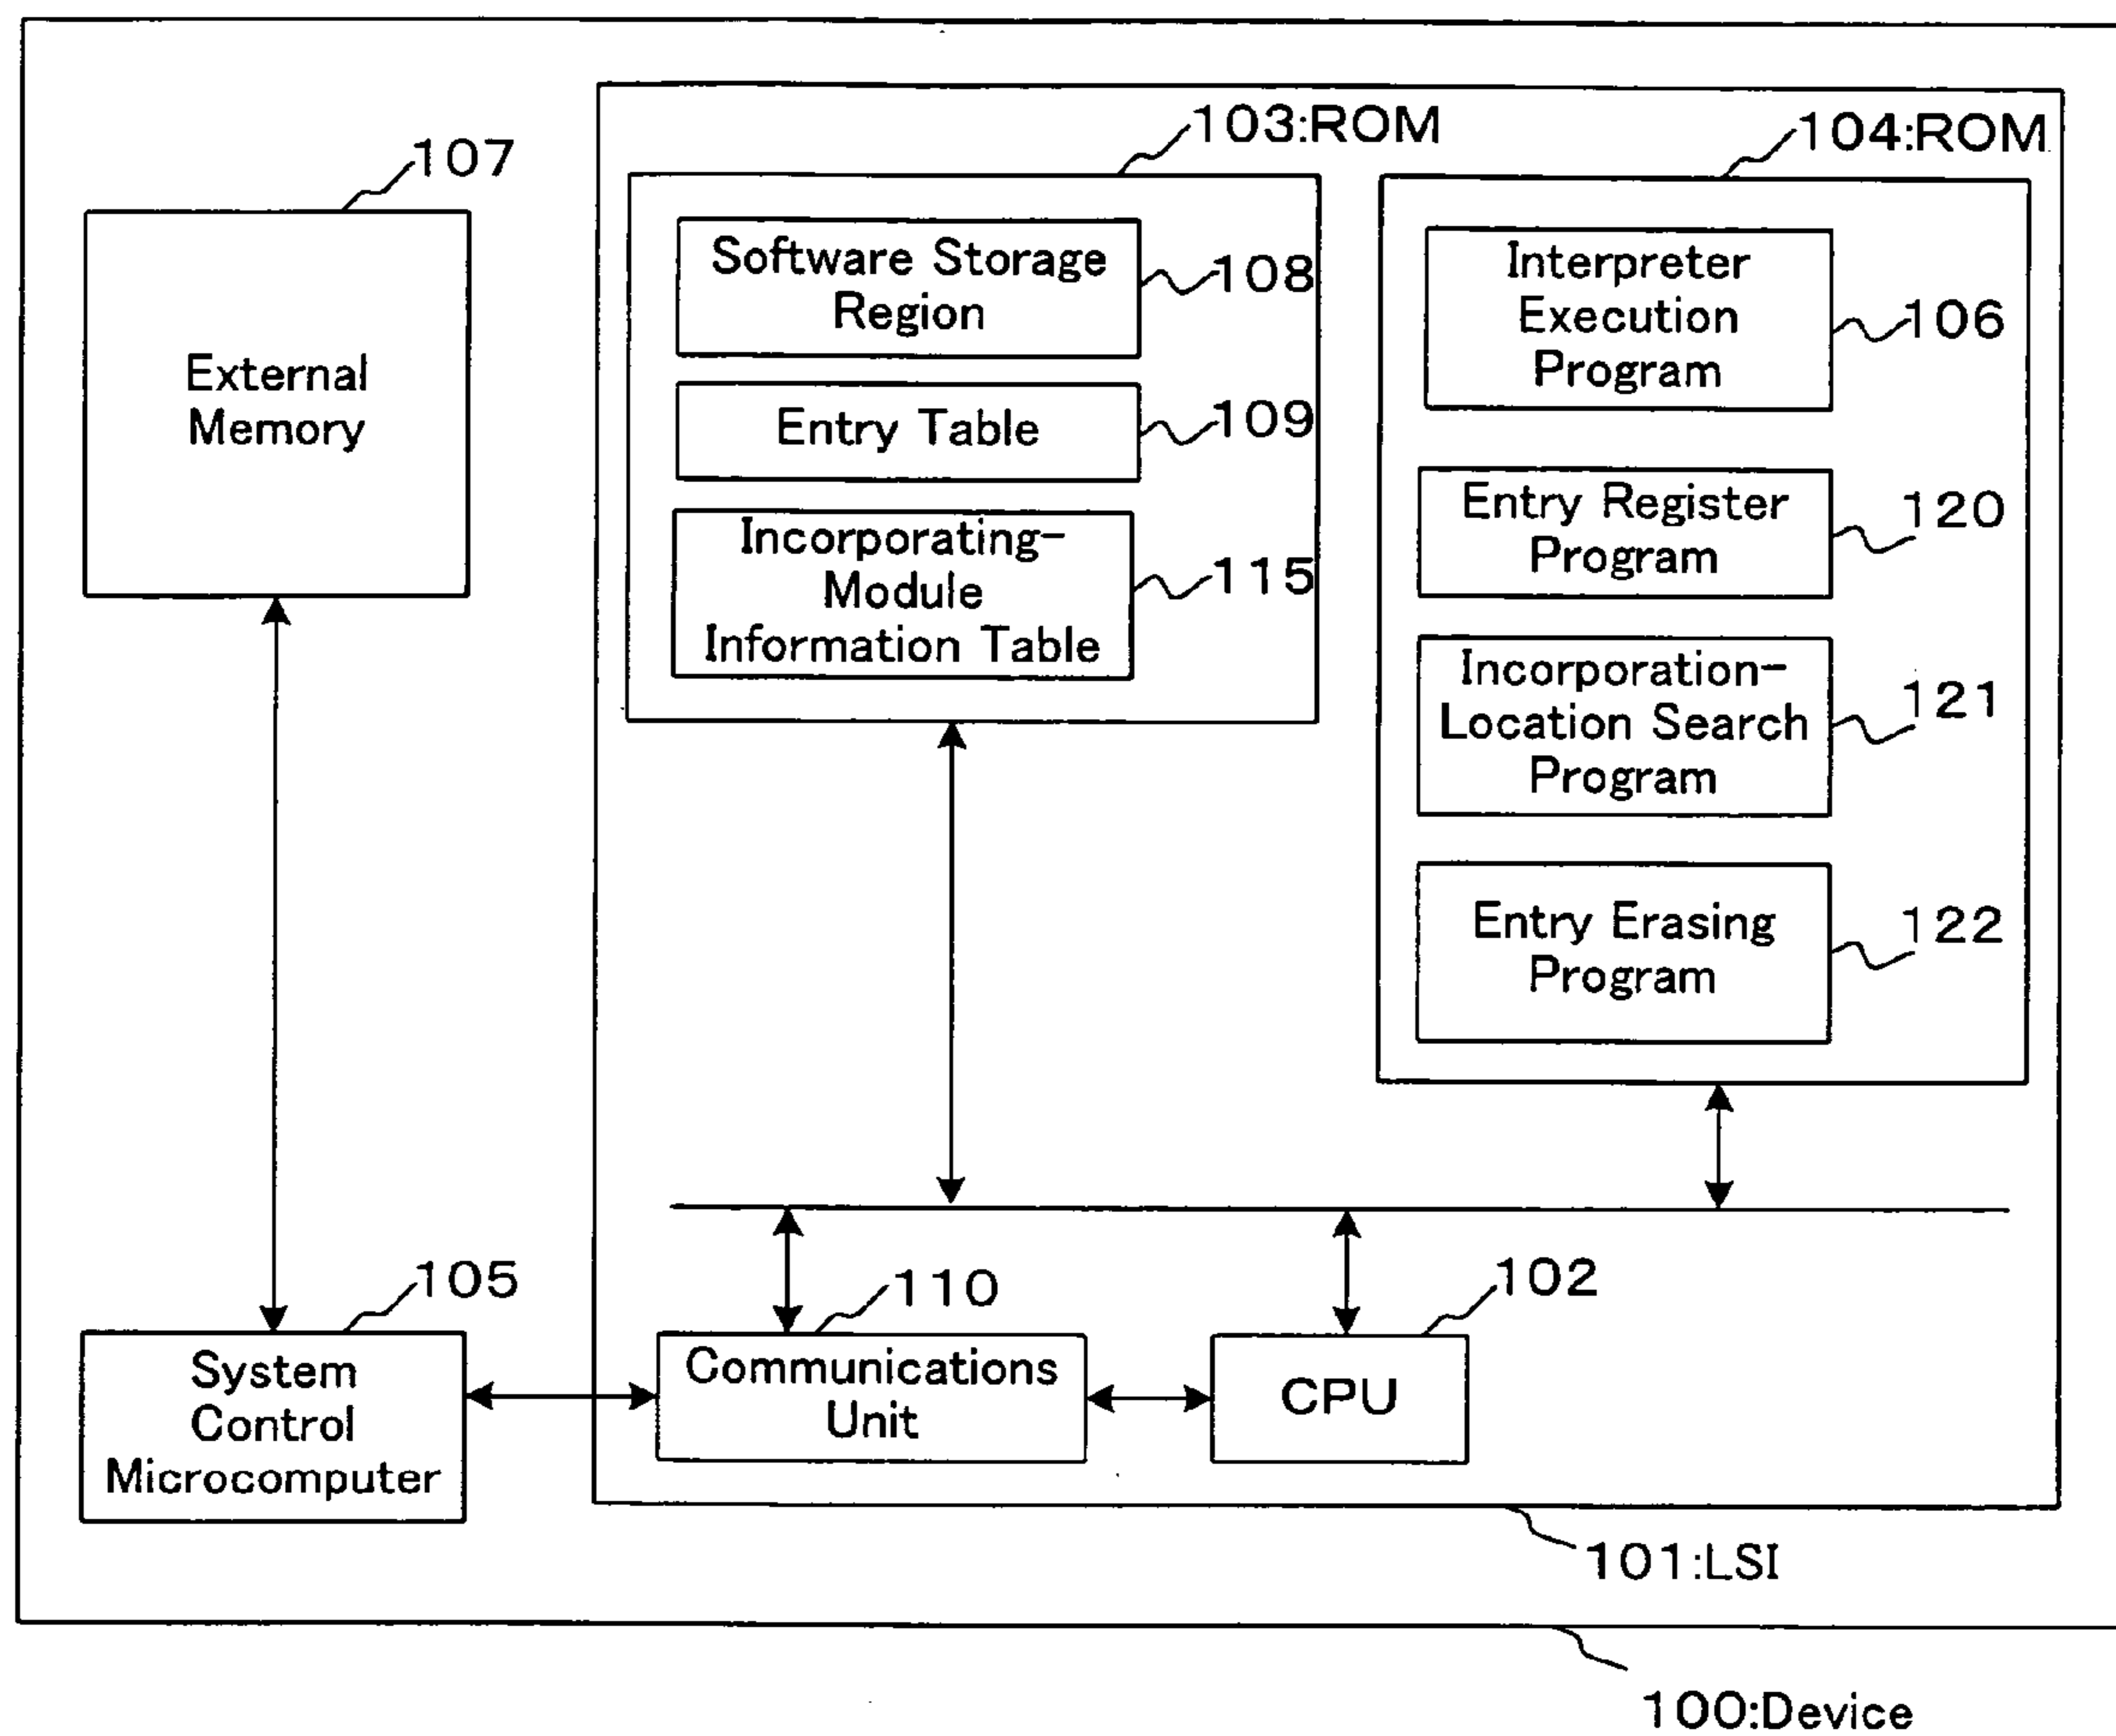 103:ROM
104:ROM
107
Software Storage
Region
108
Interpreter
Execution
Program
106
External
Memory
Entry Table
109
Entry Register
Program
120
Incorporating-
Module
Information Table
115
Incorporation-
Location Search
Program
121
Entry Erasing
Program
122
105
110
102
System
Control
Microcomputer
Communications
Unit
CPU
101:LSI
100:Device